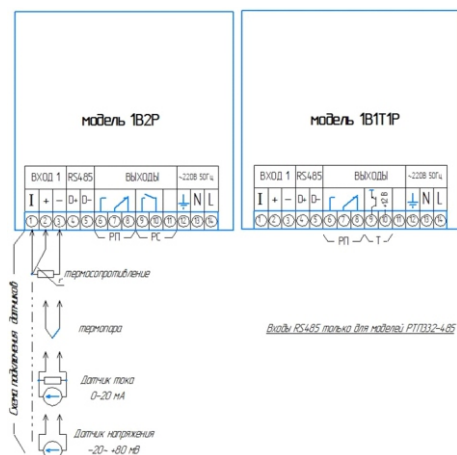 модель 1В2Р
ВХОД 1 RS485 ВЫХОДЫ ~220В 50Гц
I + - D+ D- N L
1 2 3 4 5 6 7 8 9 10 11 12 13 14
РП РС
модель 1В1Т1Р
ВХОД 1 RS485 ВЫХОДЫ ~220В 50Гц
I + - D+ D- N L
1 2 3 4 5 6 7 8 9 10 11 12 13 14
РП Т
Схема подключения датчиков
термосопротивление
термопара
Датчик тока
0-20 мА
Датчик напряжения
-20- +80 мВ
Входы RS485 только для моделей РТП332-485